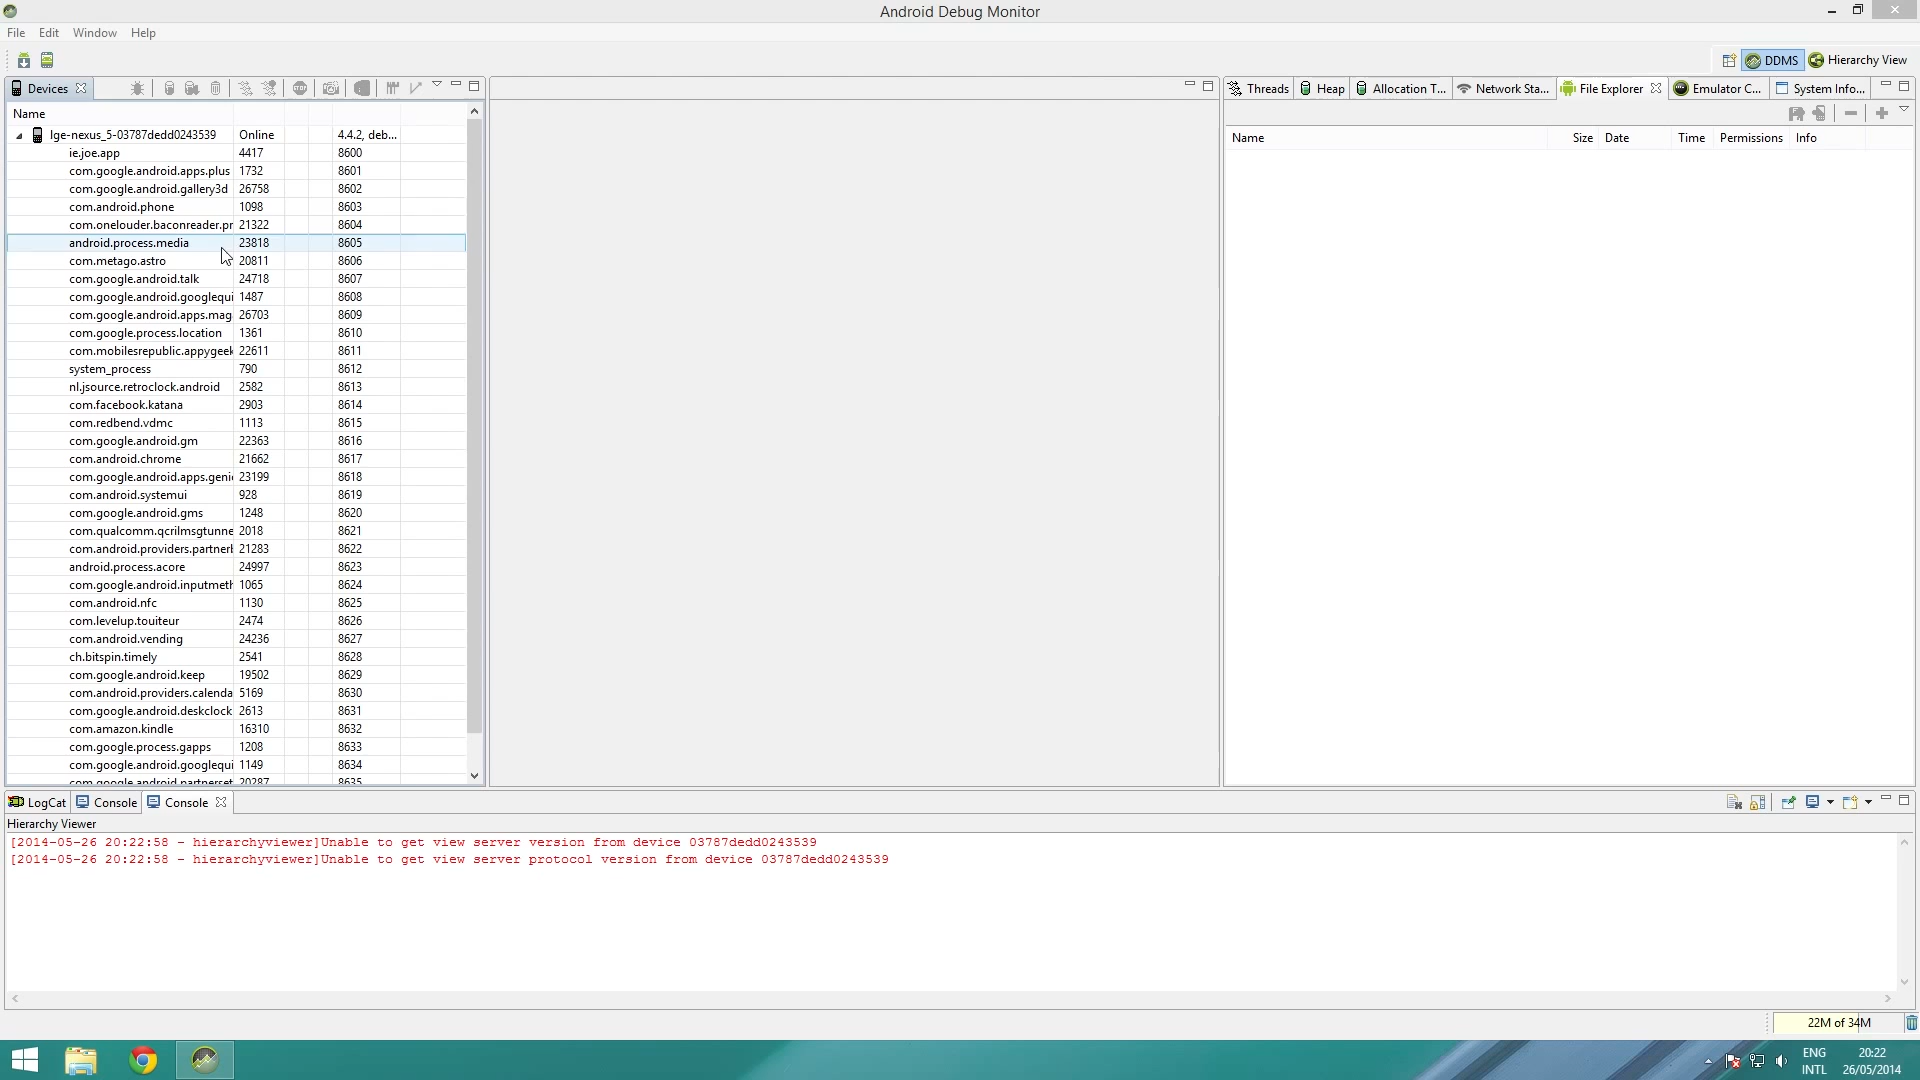 Android Debug Monitor
File Edit Window Help
DDMS Hierarchy View
Devices
Threads Heap Allocation T... Network Sta... File Explorer Emulator C... System Info...
Name
Name Size Date Time Permissions Info
lge-nexus_5-03787dedd0243539 Online 4.4.2, deb...
ie.joe.app 4417 8600
com.google.android.apps.plus 1732 8601
com.google.android.gallery3d 26758 8602
com.android.phone 1098 8603
com.onelouder.baconreader.pr 21322 8604
android.process.media 23818 8605
com.metago.astro 20811 8606
com.google.android.talk 24718 8607
com.google.android.googlequi 1487 8608
com.google.android.apps.mag 26703 8609
com.google.process.location 1361 8610
com.mobilesrepublic.appygeek 22611 8611
system_process 790 8612
nl.jsource.retroclock.android 2582 8613
com.facebook.katana 2903 8614
com.redbend.vdmc 1113 8615
com.google.android.gm 22363 8616
com.android.chrome 21662 8617
com.google.android.apps.geni 23199 8618
com.android.systemui 928 8619
com.google.android.gms 1248 8620
com.qualcomm.qcrilmsgtunne 2018 8621
com.android.providers.partnerb 21283 8622
android.process.acore 24997 8623
com.google.android.inputmeth 1065 8624
com.android.nfc 1130 8625
com.levelup.touiteur 2474 8626
com.android.vending 24236 8627
ch.bitspin.timely 2541 8628
com.google.android.keep 19502 8629
com.android.providers.calenda 5169 8630
com.google.android.deskclock 2613 8631
com.amazon.kindle 16310 8632
com.google.process.gapps 1208 8633
com.google.android.googlequi 1149 8634
com.google.android.partnerset 20287 8635
LogCat Console Console
Hierarchy Viewer
[2014-05-26 20:22:58 - hierarchyviewer]Unable to get view server version from device 03787dedd0243539
[2014-05-26 20:22:58 - hierarchyviewer]Unable to get view server protocol version from device 03787dedd0243539
22M of 34M
ENG 20:22
INTL 26/05/2014